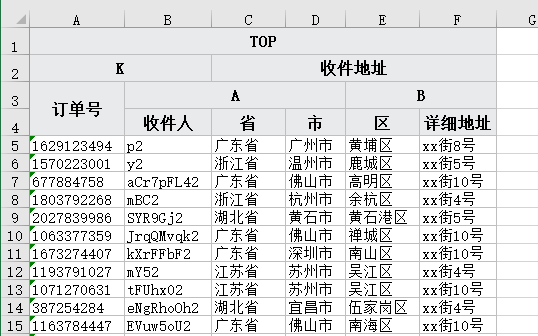 A B C D E F G
1 TOP
2 K 收件地址
3 订单号 A B
4 收件人 省 市 区 详细地址
5 1629123494 p2 广东省 广州市 黄埔区 xx街8号
6 1570223001 y2 浙江省 温州市 鹿城区 xx街5号
7 677884758 aCr7pFL42 广东省 佛山市 高明区 xx街10号
8 1803792268 mBC2 浙江省 杭州市 余杭区 xx街4号
9 2027839986 SYR9Gj2 湖北省 黄石市 黄石港区 xx街5号
10 1063377359 JrqQMvqk2 广东省 佛山市 禅城区 xx街10号
11 1673274407 kXrFFbF2 广东省 深圳市 南山区 xx街10号
12 1193791027 mY52 江苏省 苏州市 吴江区 xx街4号
13 1071270631 tFUhx02 江苏省 苏州市 吴江区 xx街10号
14 387254284 eNgRhoOh2 湖北省 宜昌市 伍家岗区 xx街4号
15 1163784447 EVuw5oU2 广东省 佛山市 南海区 xx街10号